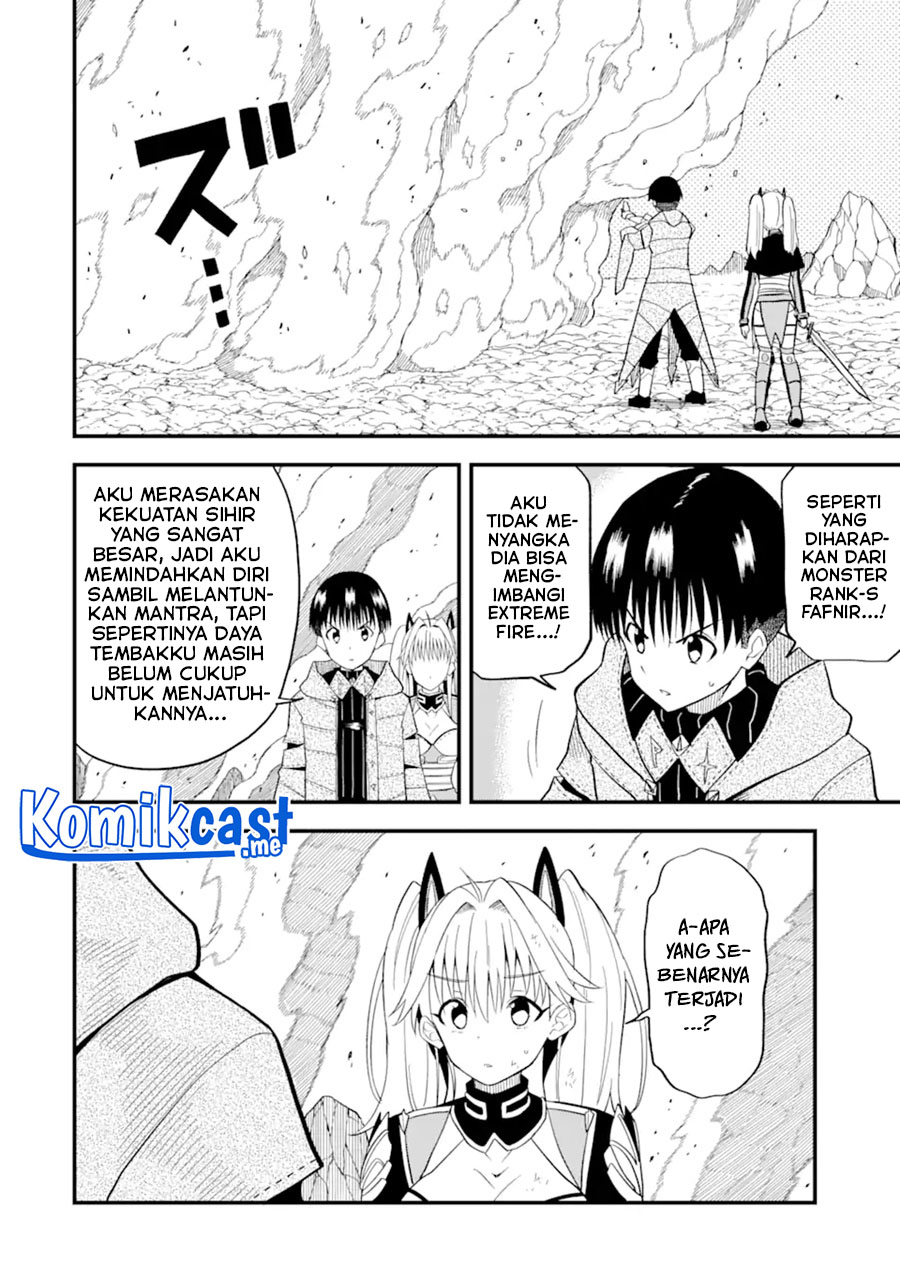 ズ...
SEPERTI
YANG
DIHARAP-
KAN DARI
MONSTER
RANK-S
FAFNIR...!
AKU
TIDAK ME-
NYANGKA
DIA BISA
MENG-
IMBANGI
EXTREME
FIRE...!
AKU MERASAKAN
KEKUATAN SIHIR
YANG SANGAT
BESAR, JADI AKU
MEMINDAHKAN DIRI
SAMBIL MELANTUN-
KAN MANTRA, TAPI
SEPERTINYA DAYA
TEMBAKKU MASIH
BELUM CUKUP
UNTUK MENJATUH-
KANNYA...
Komikcast
.me
A-APA
YANG SE-
BENARNYA
TERJADI
...?